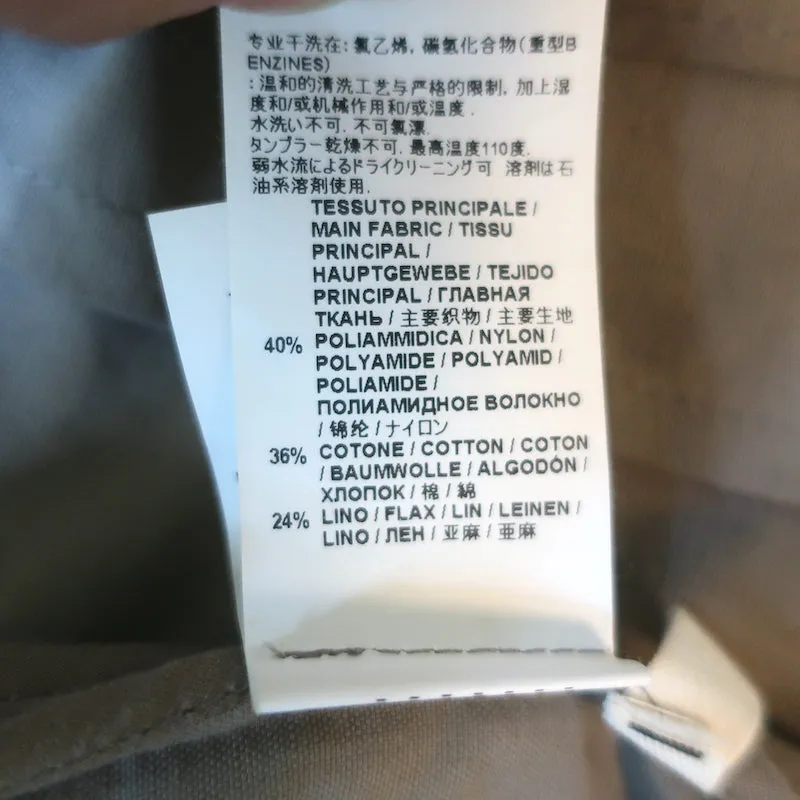 专业干洗在: 氯乙烯, 碳氢化合物(重型B
ENZINES)
: 温和的清洗工艺与严格的限制, 加上湿
度和/或机械作用和/或温度.
水洗い不可. 不可氯漂.
タンブラー乾燥不可. 最高温度110度.
弱水流によるドライクリーニング可 溶剤は石
油系溶剤使用.
TESSUTO PRINCIPALE /
MAIN FABRIC / TISSU
PRINCIPAL /
HAUPTGEWEBE / TEJIDO
PRINCIPAL / ГЛАВНАЯ
ТКАНЬ / 主要织物 / 主要生地
40% POLIAMMIDICA / NYLON /
POLYAMIDE / POLYAMID /
POLIAMIDE /
ПОЛИАМИДНОЕ ВОЛОКНО
/ 锦纶 / ナイロン
36% COTONE / COTTON / COTON
/ BAUMWOLLE / ALGODÓN /
ХЛОПОК / 棉 / 綿
24% LINO / FLAX / LIN / LEINEN /
LINO / ЛЕН / 亚麻 / 亜麻